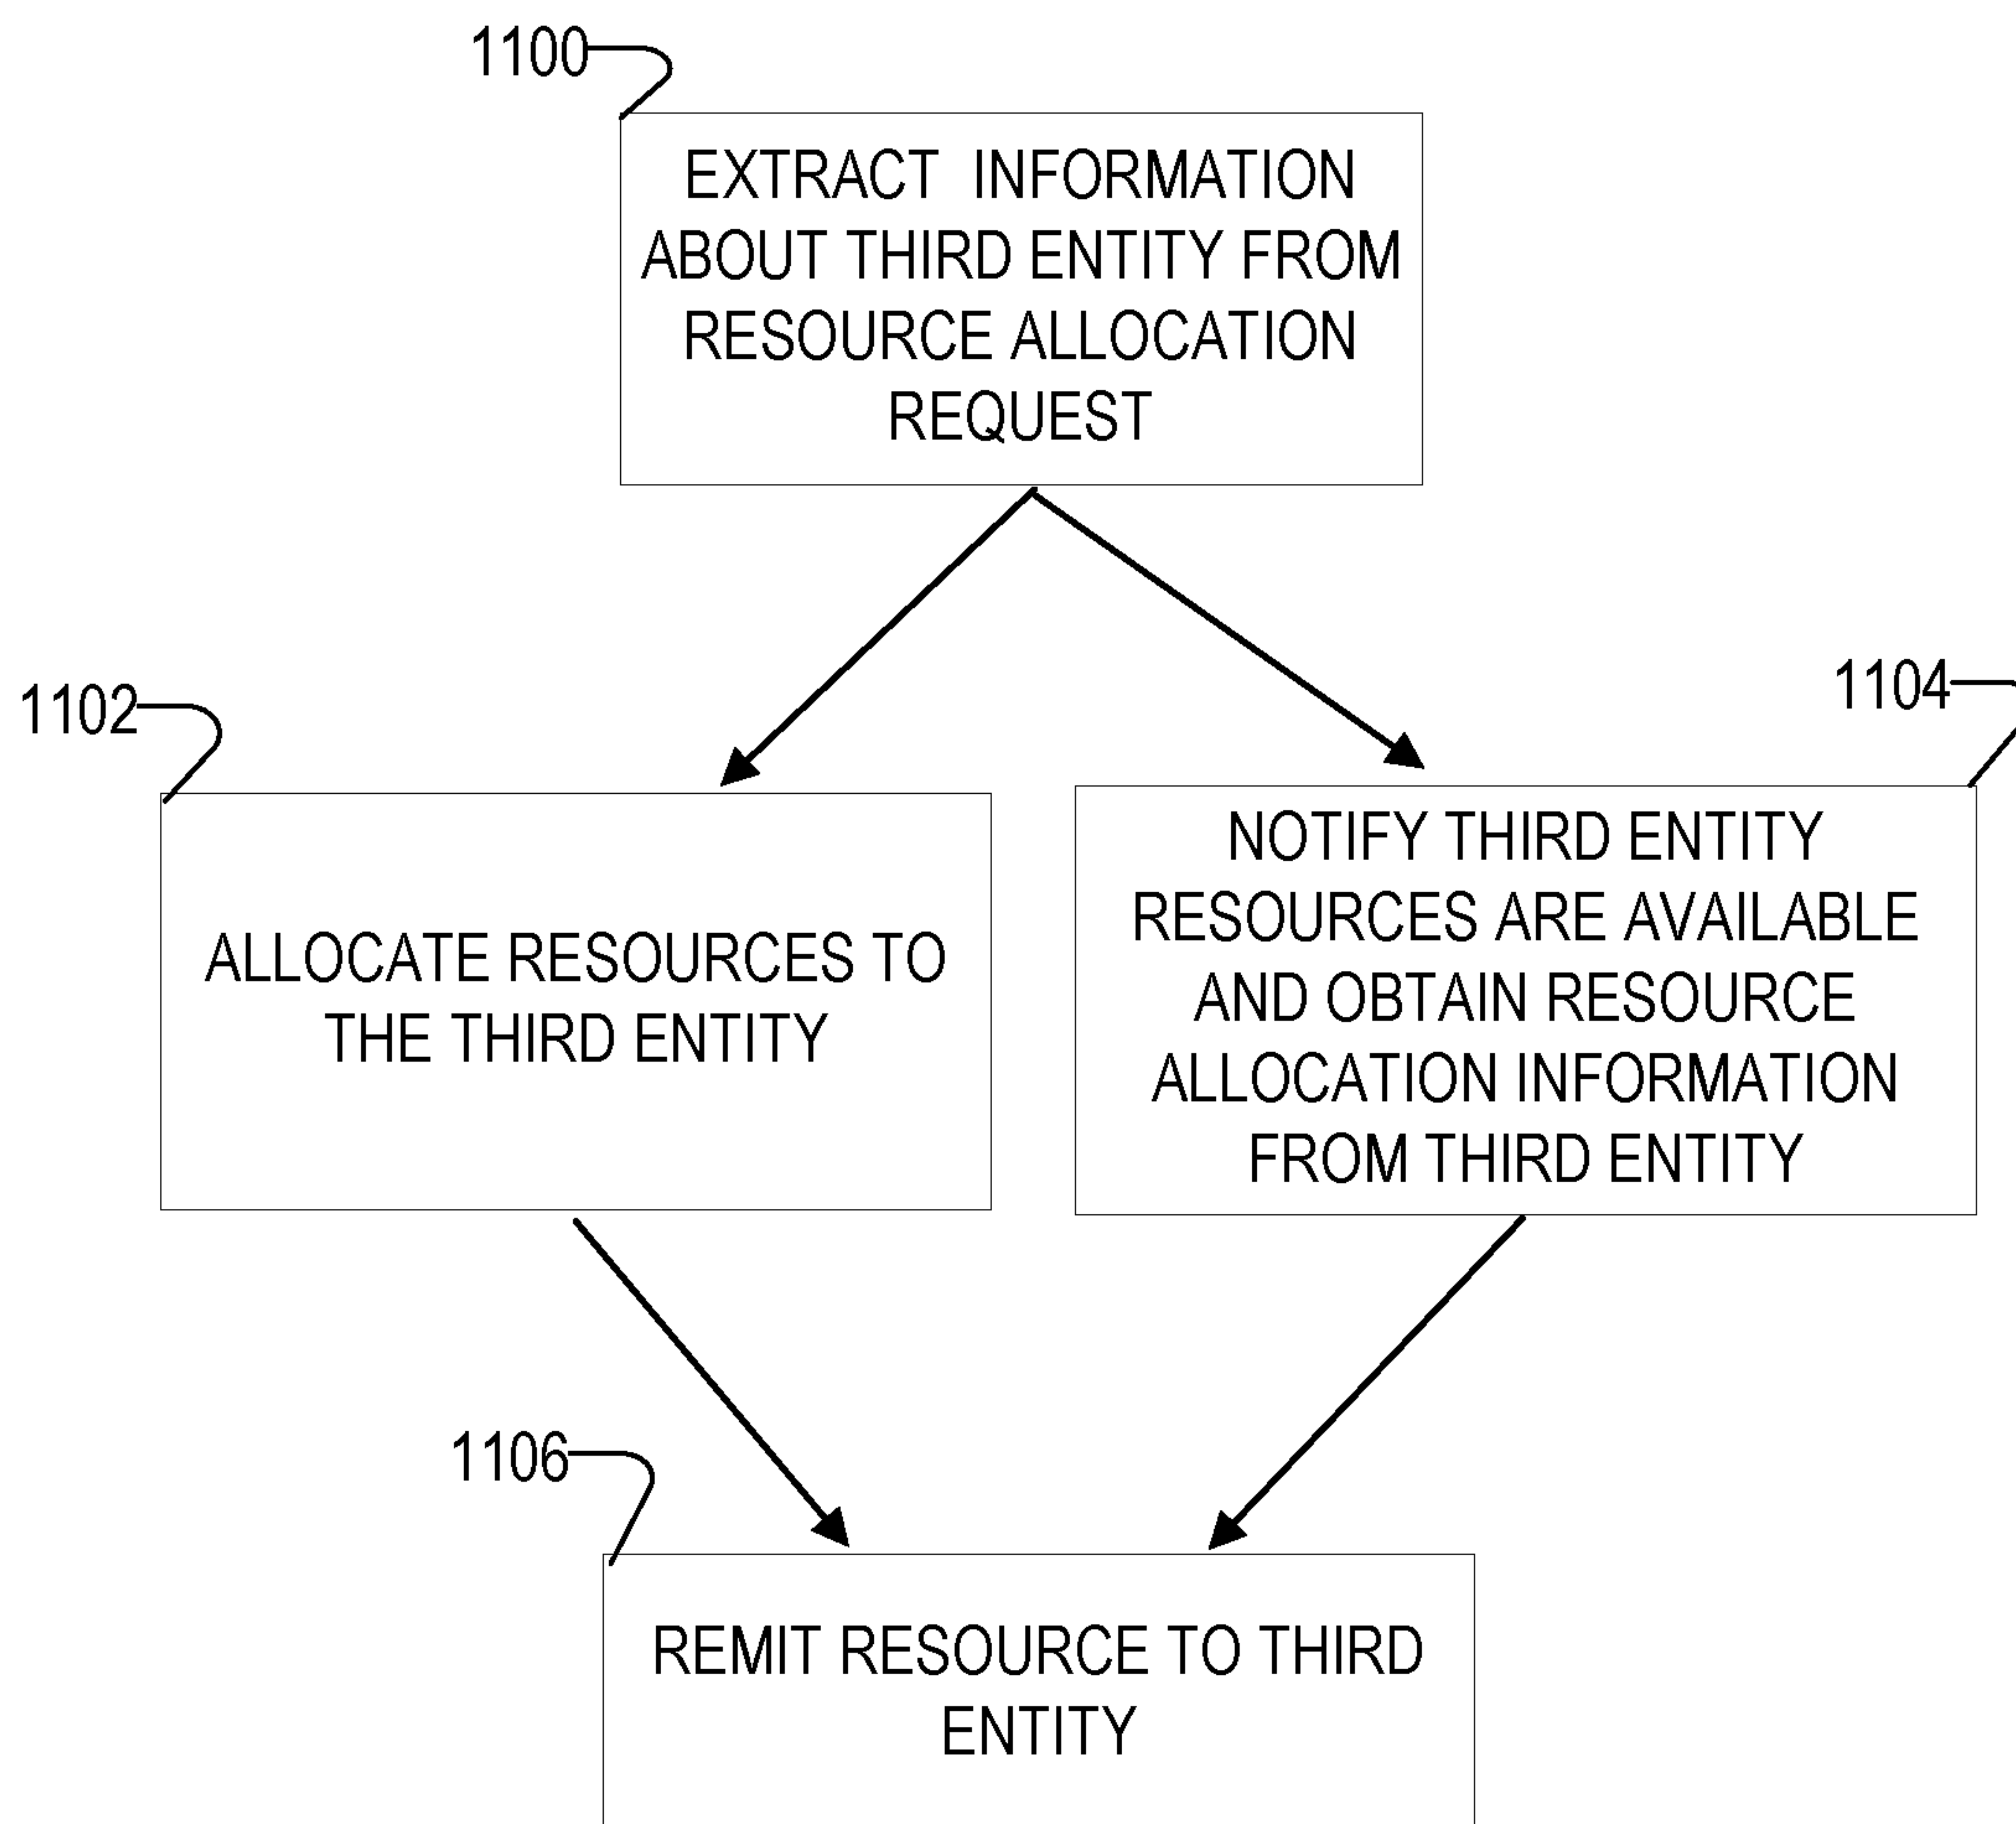 1100
EXTRACT INFORMATION
ABOUT THIRD ENTITY FROM
RESOURCE ALLOCATION
REQUEST
1102
ALLOCATE RESOURCES TO
THE THIRD ENTITY
1104
NOTIFY THIRD ENTITY
RESOURCES ARE AVAILABLE
AND OBTAIN RESOURCE
ALLOCATION INFORMATION
FROM THIRD ENTITY
1106
REMIT RESOURCE TO THIRD
ENTITY